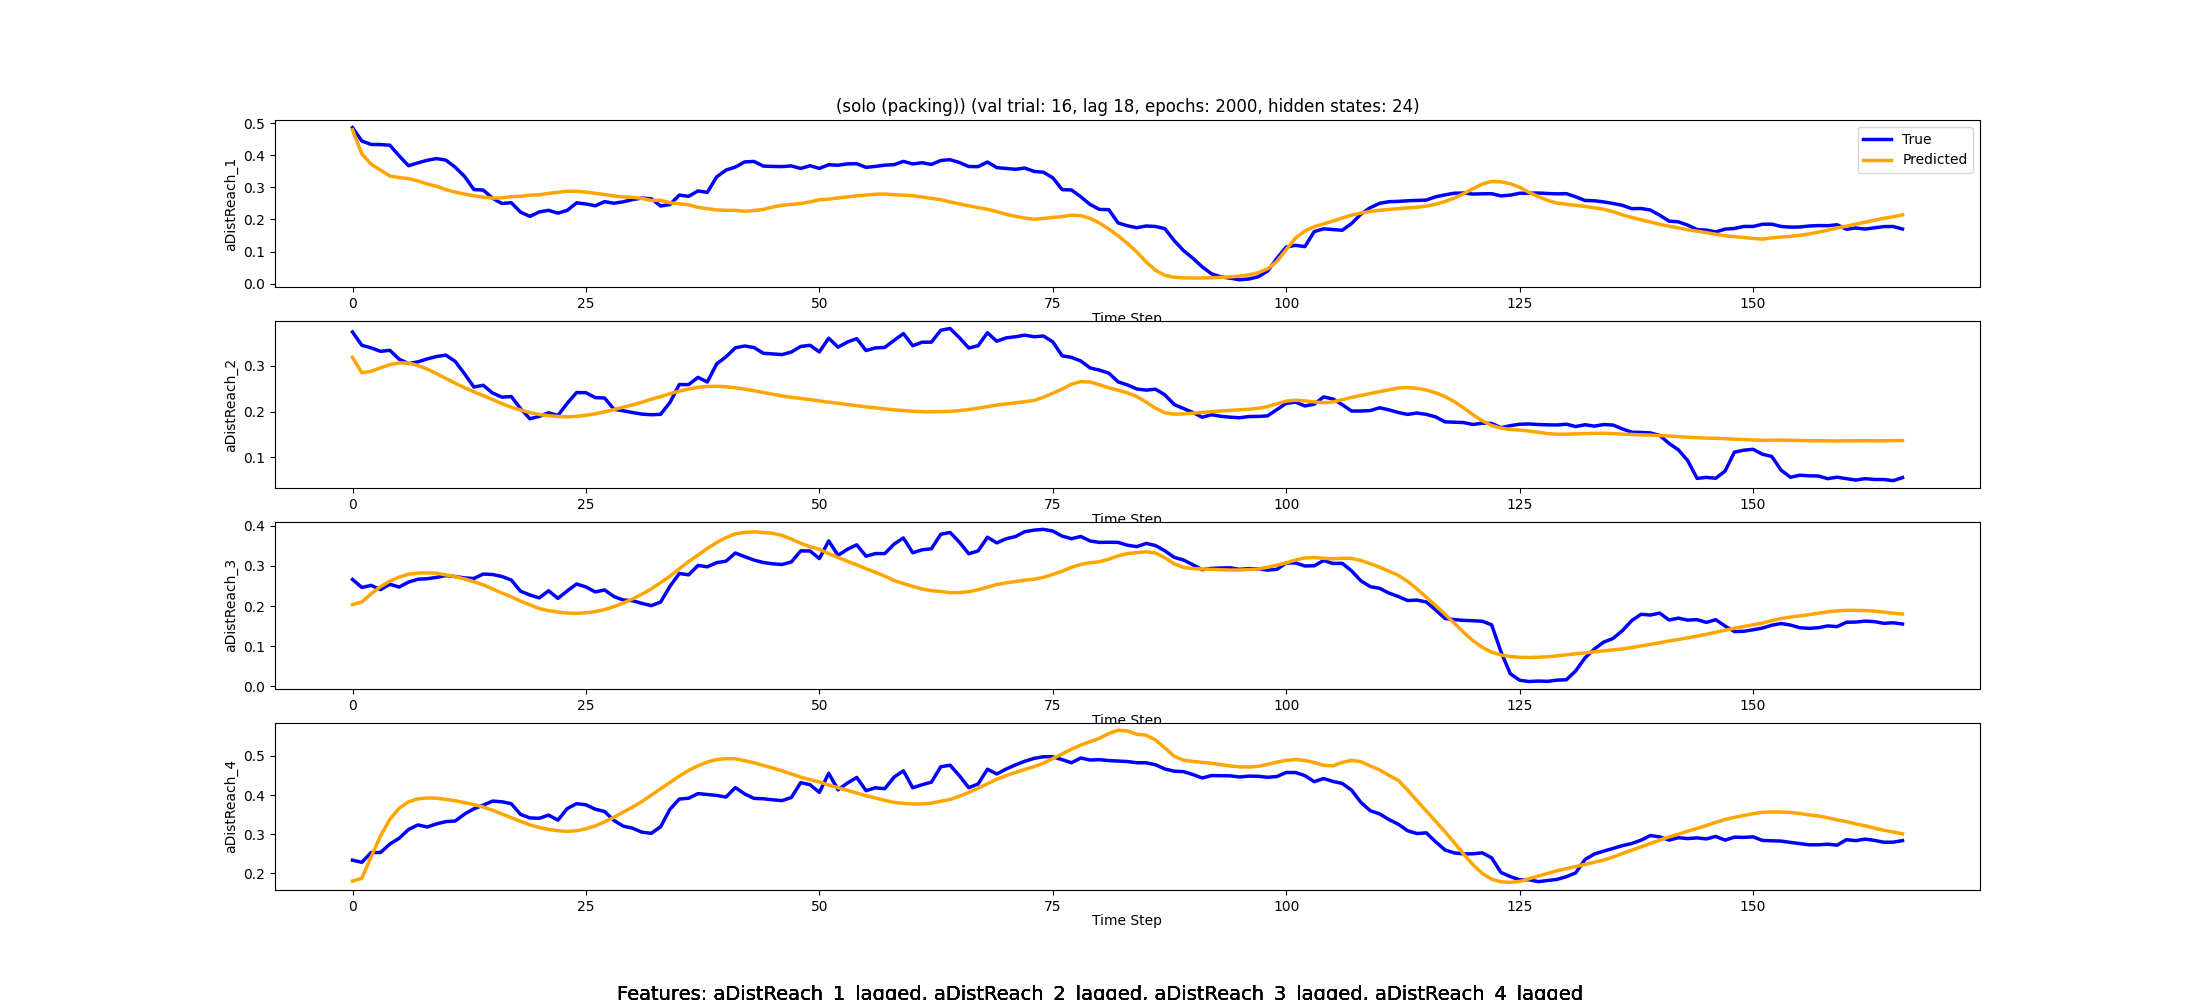 (solo (packing)) (val trial: 16, lag 18, epochs: 2000, hidden states: 24)
True
Predicted
aDistReach_1
0.5
0.4
0.3
0.2
0.1
0.0
0 25 50 75 100 125 150
Time Step
aDistReach_2
0.3
0.2
0.1
0 25 50 75 100 125 150
Time Step
aDistReach_3
0.4
0.3
0.2
0.1
0.0
0 25 50 75 100 125 150
Time Step
aDistReach_4
0.5
0.4
0.3
0.2
0 25 50 75 100 125 150
Time Step
Features: aDistReach_1_lagged, aDistReach_2_lagged, aDistReach_3_lagged, aDistReach_4_lagged